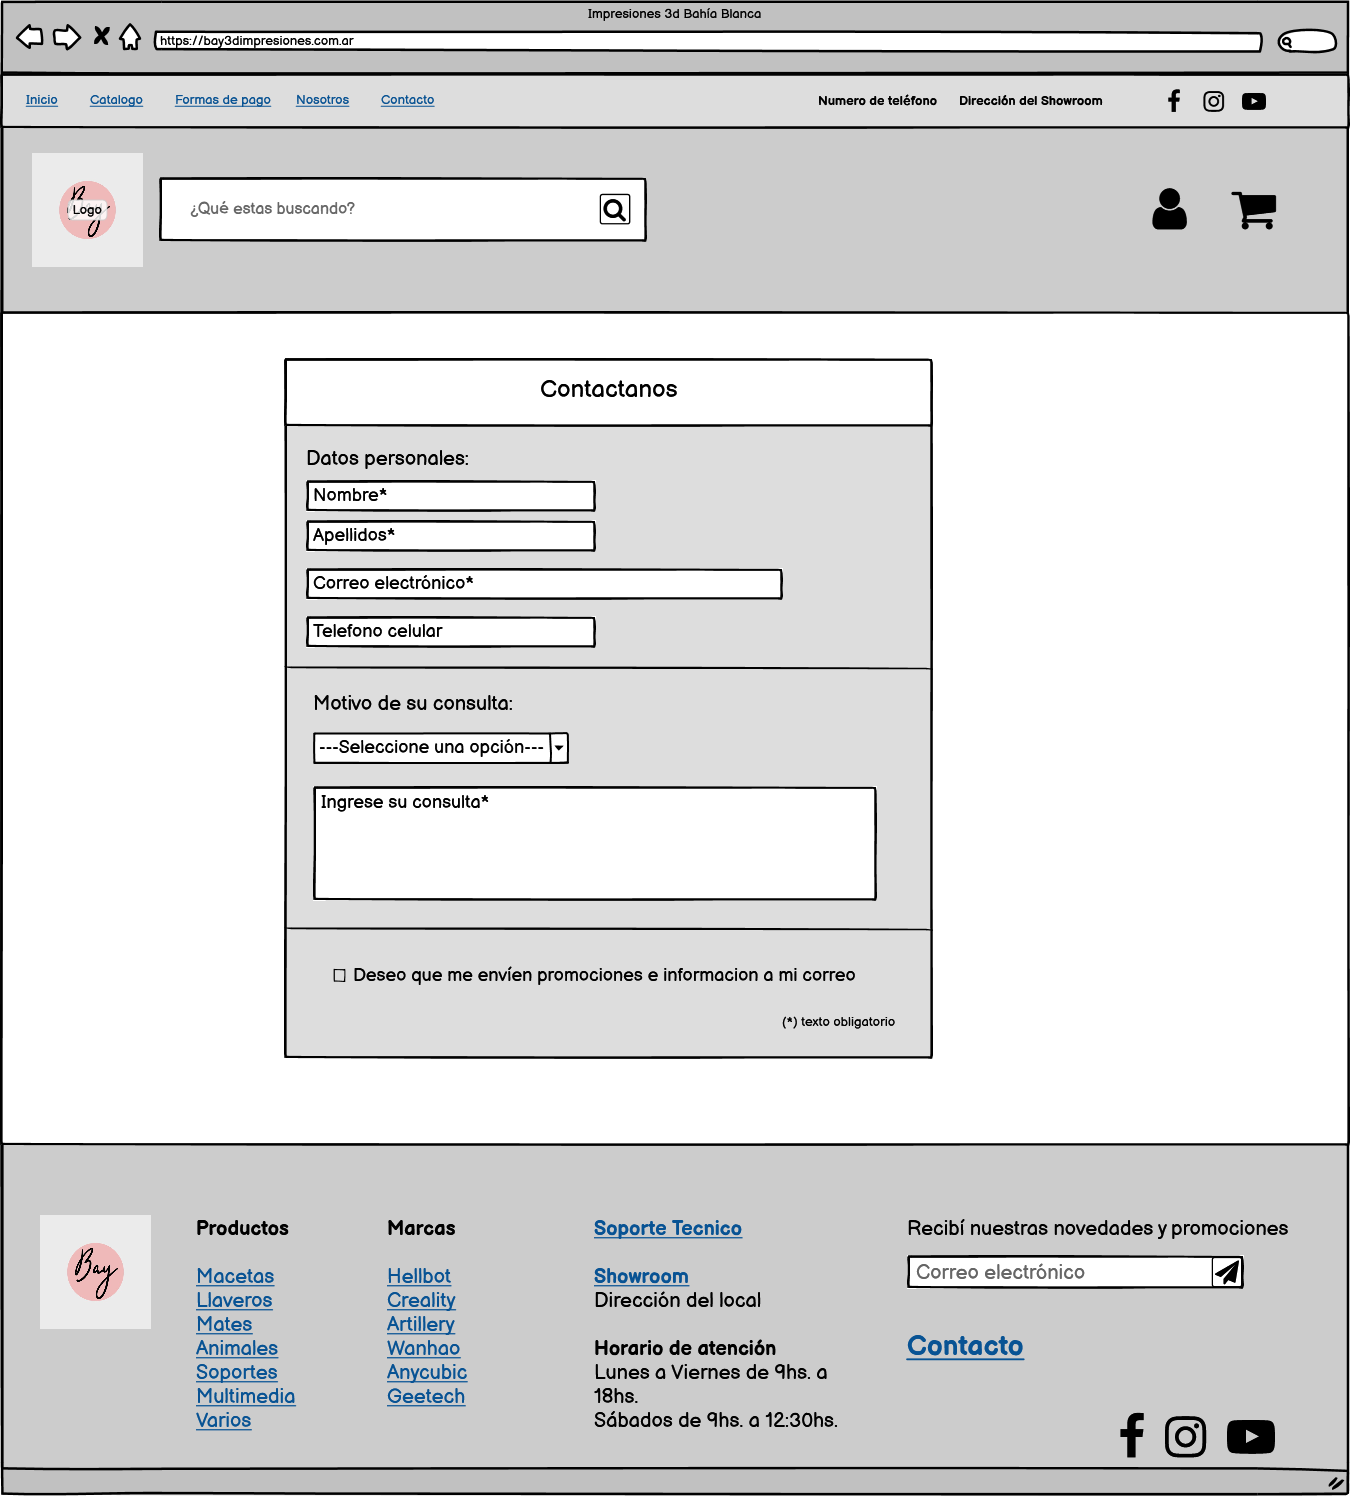 Impresiones 3d Bahía Blanca
https://bay3dimpresiones.com.ar
Inicio Catalogo Formas de pago Nosotros Contacto Numero de teléfono Dirección del Showroom
Logo
¿Qué estas buscando?
Contactanos
Datos personales:
Nombre*
Apellidos*
Correo electrónico*
Telefono celular
Motivo de su consulta:
---Seleccione una opción---
Ingrese su consulta*
Deseo que me envíen promociones e informacion a mi correo
(*) texto obligatorio
Bay
Productos
Macetas
Llaveros
Mates
Animales
Soportes
Multimedia
Varios
Marcas
Hellbot
Creality
Artillery
Wanhao
Anycubic
Geetech
Soporte Tecnico
Showroom
Dirección del local
Horario de atención
Lunes a Viernes de 9hs. a
18hs.
Sábados de 9hs. a 12:30hs.
Recibí nuestras novedades y promociones
Correo electrónico
Contacto